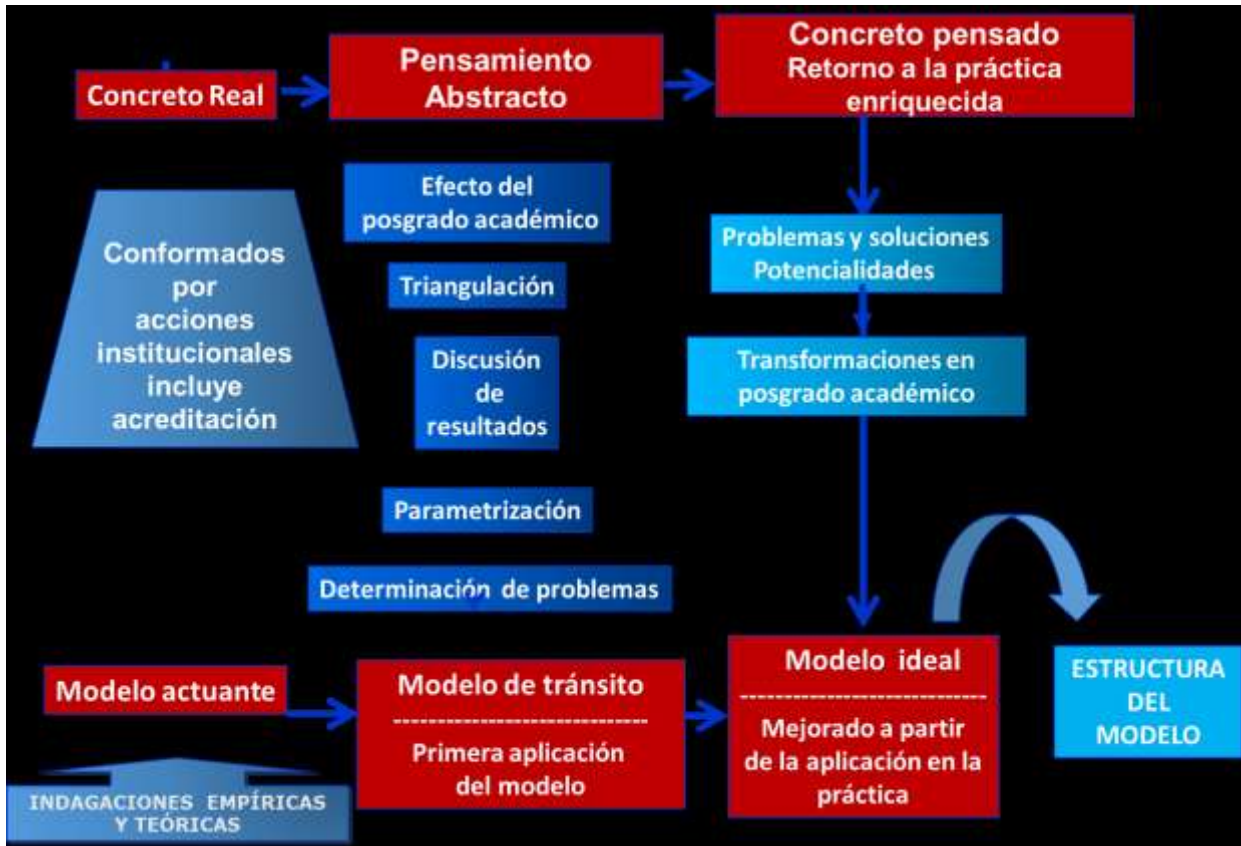 Concreto Real
Pensamiento
Abstracto
Concreto pensado
Retorno a la práctica
enriquecida
Conformados
por
acciones
institucionales
incluye
acreditación
Efecto del
posgrado académico
Triangulación
Discusión
de
resultados
Parametrización
Determinación de problemas
Problemas y soluciones
Potencialidades
Transformaciones en
posgrado académico
Modelo actuante
INDAGACIONES EMPÍRICAS
Y TEÓRICAS
Modelo de tránsito
-----------------------------
Primera aplicación
del modelo
Modelo ideal
----------------------------
Mejorado a partir
de la aplicación en la
práctica
ESTRUCTURA
DEL
MODELO